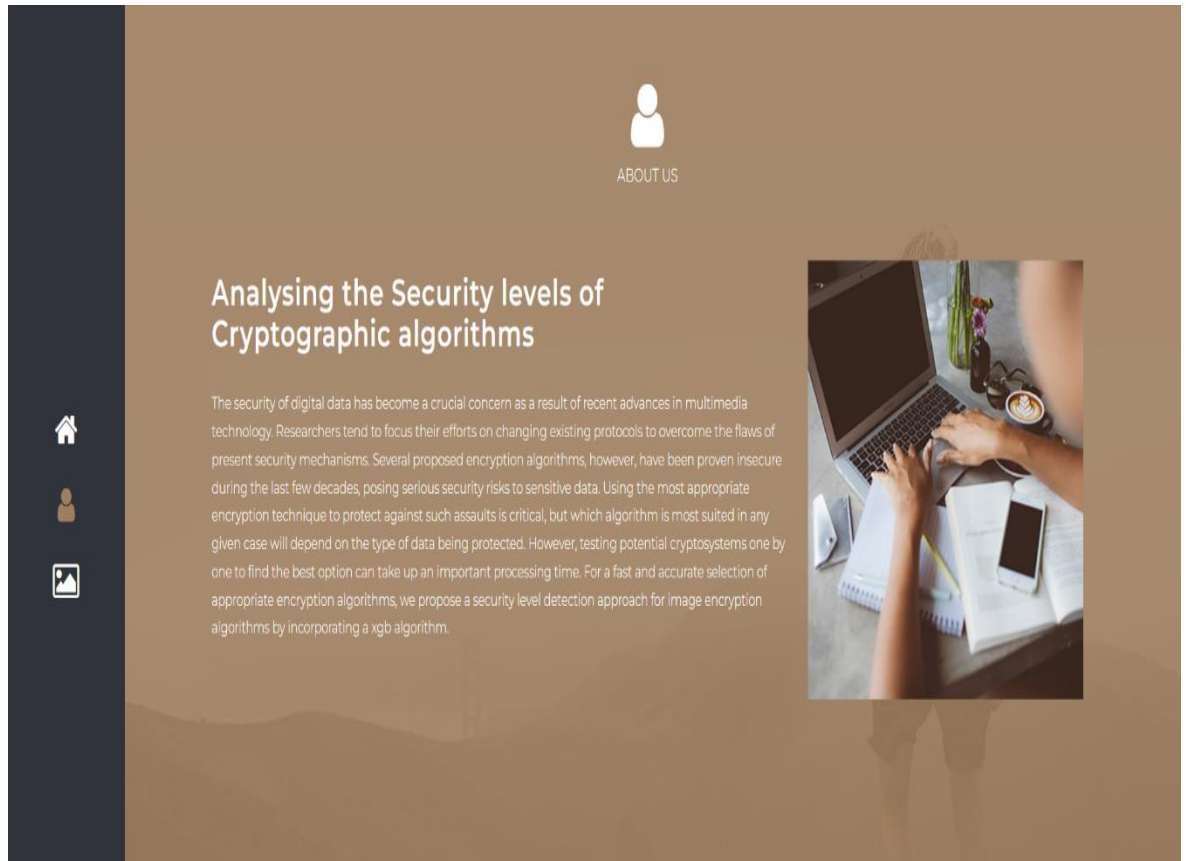 ABOUT US
Analysing the Security levels of
Cryptographic algorithms
The security of digital data has become a crucial concern as a result of recent advances in multimedia
technology. Researchers tend to focus their efforts on changing existing protocols to overcome the flaws of
present security mechanisms. Several proposed encryption algorithms, however, have been proven insecure
during the last few decades, posing serious security risks to sensitive data. Using the most appropriate
encryption technique to protect against such assaults is critical, but which algorithm is most suited in any
given case will depend on the type of data being protected. However, testing potential cryptosystems one by
one to find the best option can take up an important processing time. For a fast and accurate selection of
appropriate encryption algorithms, we propose a security level detection approach for image encryption
algorithms by incorporating a xgb algorithm.